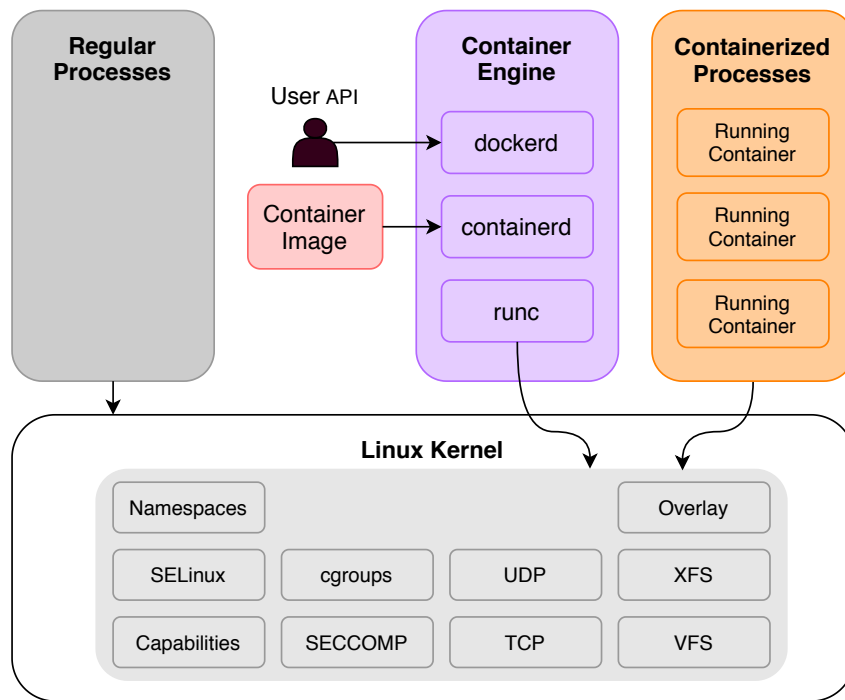 Regular
Processes
User API
Container
Image
Container
Engine
dockerd
containerd
runc
Containerized
Processes
Running
Container
Running
Container
Running
Container
Linux Kernel
Namespaces
Overlay
SELinux
cgroups
UDP
XFS
Capabilities
SECCOMP
TCP
VFS